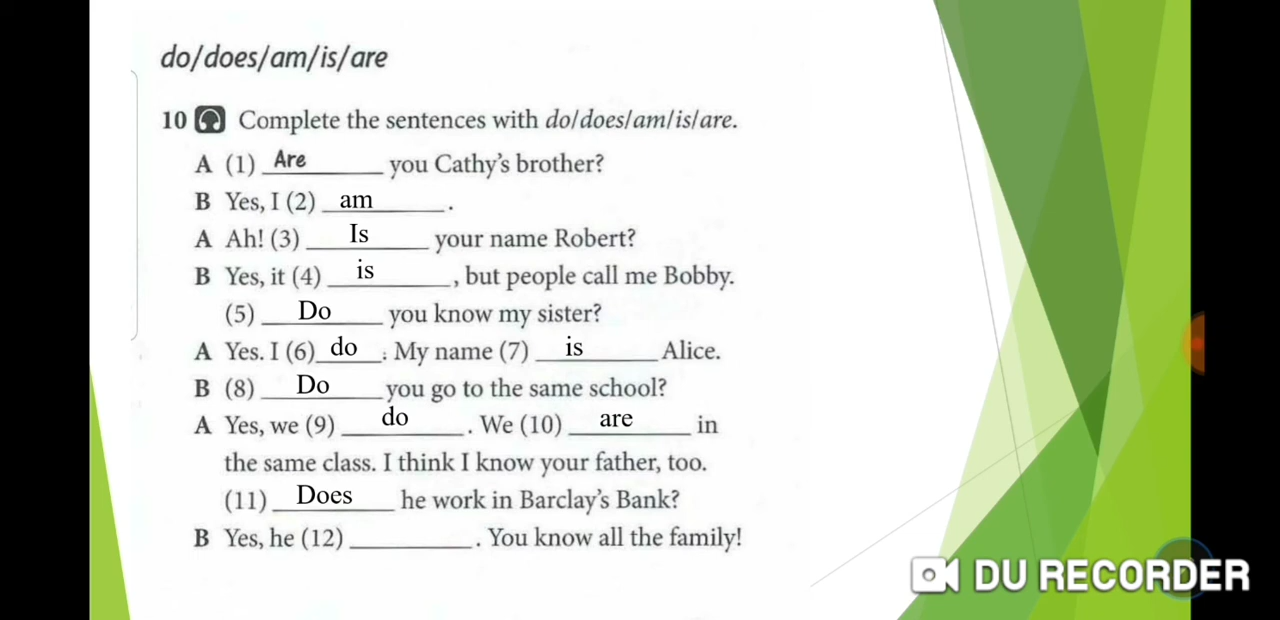 do/does/am/is/are
10 Complete the sentences with do/does/am/is/are.
A (1) Are you Cathy's brother?
B Yes, I (2) am .
A Ah! (3) Is your name Robert?
B Yes, it (4) is , but people call me Bobby.
(5) Do you know my sister?
A Yes. I (6) do . My name (7) is Alice.
B (8) Do you go to the same school?
A Yes, we (9) do . We (10) are in
the same class. I think I know your father, too.
(11) Does he work in Barclay's Bank?
B Yes, he (12) __________ . You know all the family!
DU RECORDER